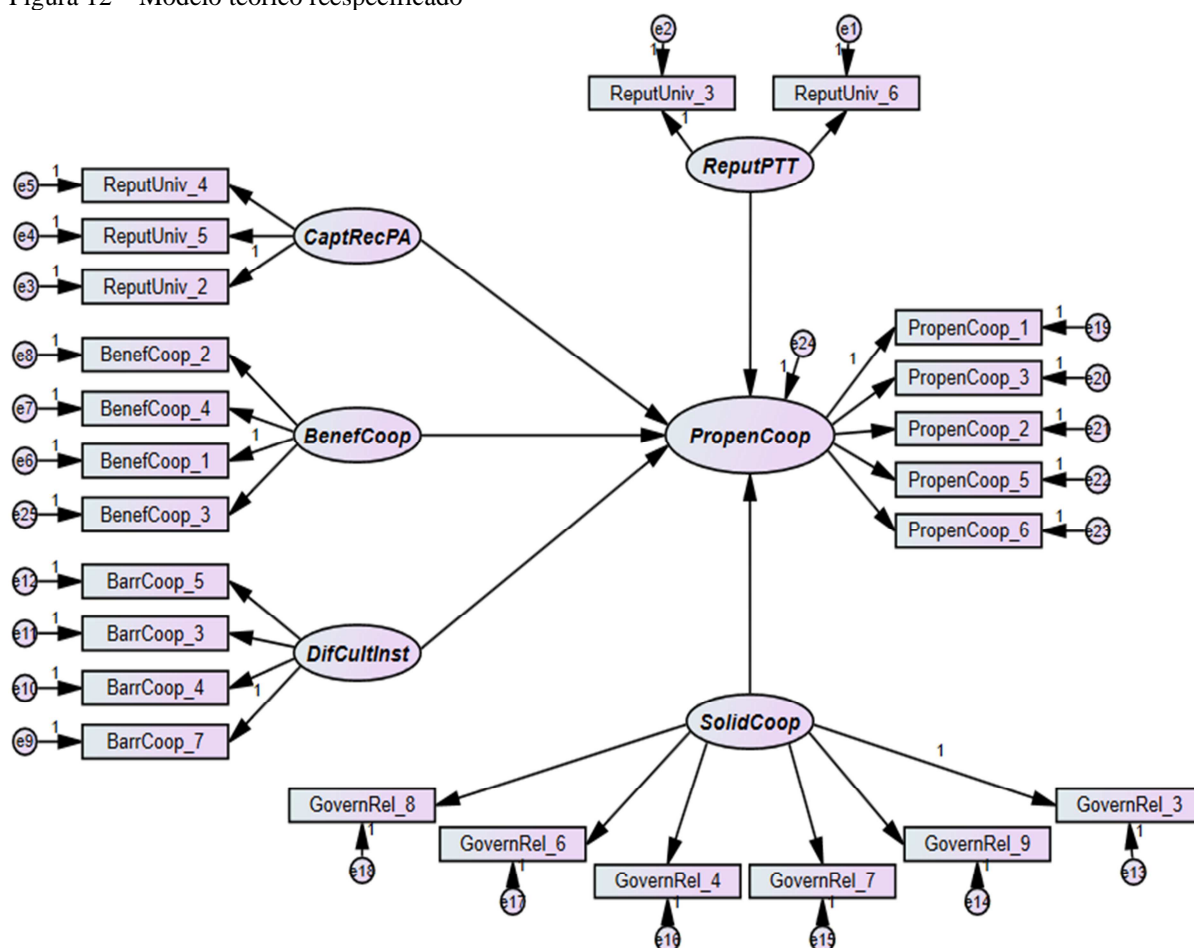 Figura 12 – Modelo teórico reespecificado
e2
e1
1
1
ReputUniv_3
ReputUniv_6
1
ReputPTT
e5
1
ReputUniv_4
e4
1
ReputUniv_5
e3
1
ReputUniv_2
1
CaptRecPA
e8
1
BenefCoop_2
e7
1
BenefCoop_4
e6
1
BenefCoop_1
e25
1
BenefCoop_3
1
BenefCoop
e12
1
BarrCoop_5
e11
1
BarrCoop_3
e10
1
BarrCoop_4
e9
1
BarrCoop_7
1
DifCultInst
e24
1
PropenCoop
1
PropenCoop_1
1
e19
PropenCoop_3
1
e20
PropenCoop_2
1
e21
PropenCoop_5
1
e22
PropenCoop_6
1
e23
SolidCoop
1
GovernRel_8
GovernRel_6
GovernRel_4
GovernRel_7
GovernRel_9
GovernRel_3
1
1
1
1
1
1
e18
e17
e16
e15
e14
e13